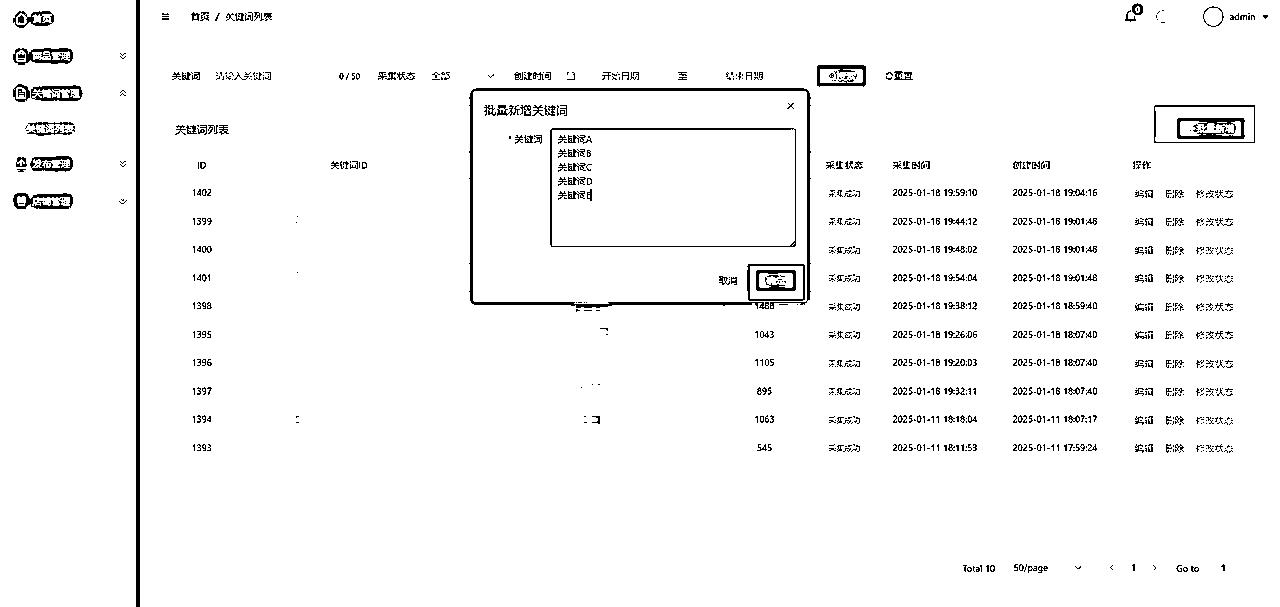 首页
首页 / 关键词列表
admin
商品管理
关键词管理
关键词列表
发布管理
店铺管理
关键词 请输入关键词 0 / 50 采集状态 全部 创建时间 开始日期 至 结束日期 重置
关键词列表
批量新增
批量新增关键词
* 关键词
关键词A
关键词B
关键词C
关键词D
关键词E
取消
ID 关键词ID 采集状态 采集时间 创建时间 操作
1402 采集成功 2025-01-18 19:59:10 2025-01-18 19:04:16 编辑 删除 修改状态
1399 采集成功 2025-01-18 19:44:12 2025-01-18 19:01:48 编辑 删除 修改状态
1400 采集成功 2025-01-18 19:48:02 2025-01-18 19:01:48 编辑 删除 修改状态
1401 采集成功 2025-01-18 19:54:04 2025-01-18 19:01:48 编辑 删除 修改状态
1398 1488 采集成功 2025-01-18 19:38:12 2025-01-18 18:59:40 编辑 删除 修改状态
1395 1043 采集成功 2025-01-18 19:26:06 2025-01-18 18:07:40 编辑 删除 修改状态
1396 1105 采集成功 2025-01-18 19:20:03 2025-01-18 18:07:40 编辑 删除 修改状态
1397 895 采集成功 2025-01-18 19:32:11 2025-01-18 18:07:40 编辑 删除 修改状态
1394 1063 采集成功 2025-01-11 18:18:04 2025-01-11 18:07:17 编辑 删除 修改状态
1393 545 采集成功 2025-01-11 18:11:53 2025-01-11 17:59:24 编辑 删除 修改状态
Total 10 50/page 1 Go to 1